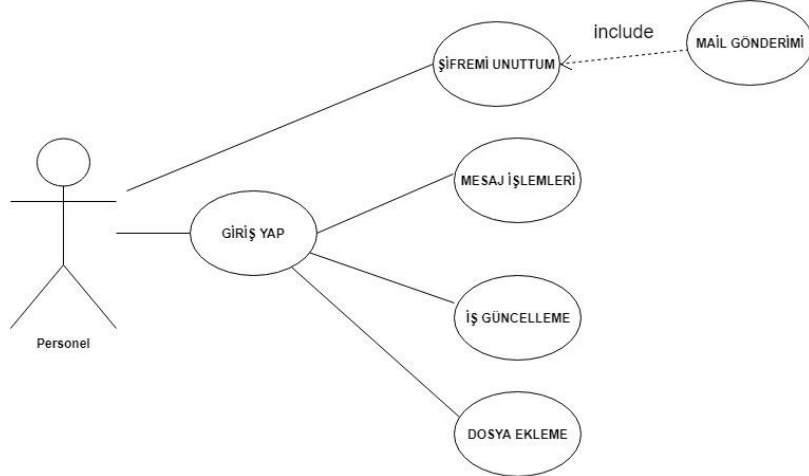 include
MAİL GÖNDERİMİ
ŞİFREMİ UNUTTUM
MESAJ İŞLEMLERİ
GİRİŞ YAP
İŞ GÜNCELLEME
Personel
DOSYA EKLEME